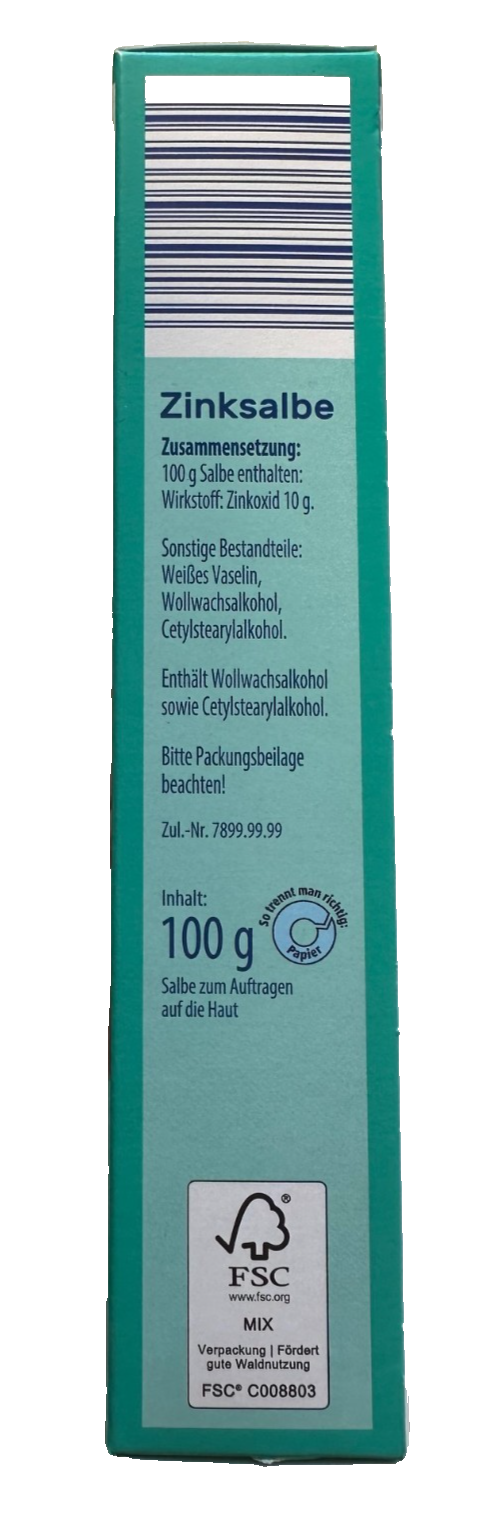 Zinksalbe
Zusammensetzung:
100 g Salbe enthalten:
Wirkstoff: Zinkoxid 10 g.
Sonstige Bestandteile:
Weißes Vaselin,
Wollwachsalkohol,
Cetylstearylalkohol.
Enthält Wollwachsalkohol
sowie Cetylstearylalkohol.
Bitte Packungsbeilage
beachten!
Zul.-Nr. 7899.99.99
Inhalt:
100 g
So trennt man richtig:
Papier
Salbe zum Auftragen
auf die Haut
®
FSC
www.fsc.org
MIX
Verpackung | Fördert
gute Waldnutzung
FSC® C008803